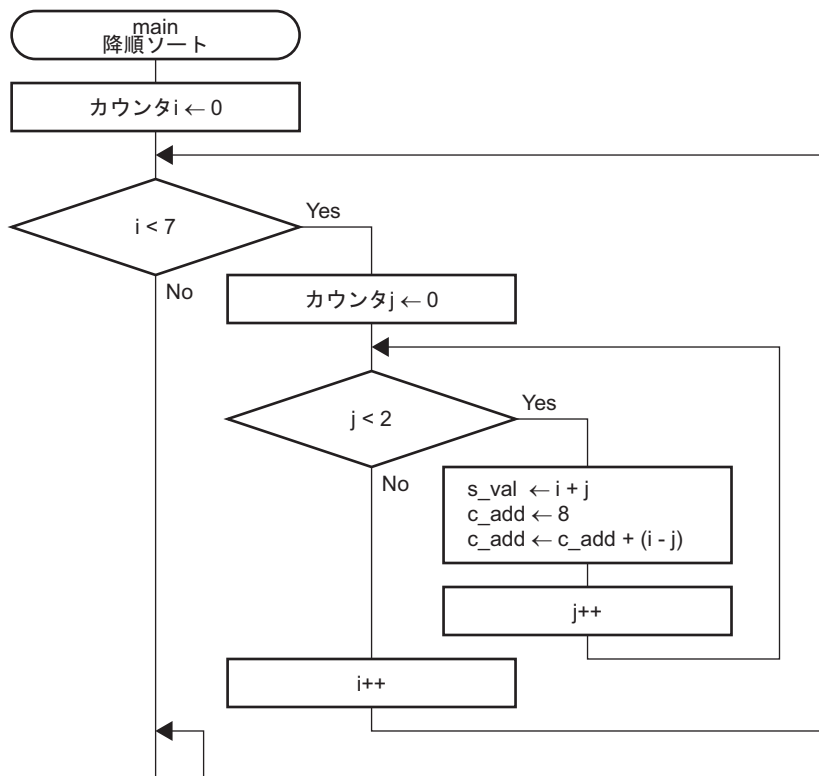 main
降順ソート
カウンタi ← 0
i < 7
Yes
No
カウンタj ← 0
j < 2
Yes
No
s_val ← i + j
c_add ← 8
c_add ← c_add + (i - j)
j++
i++